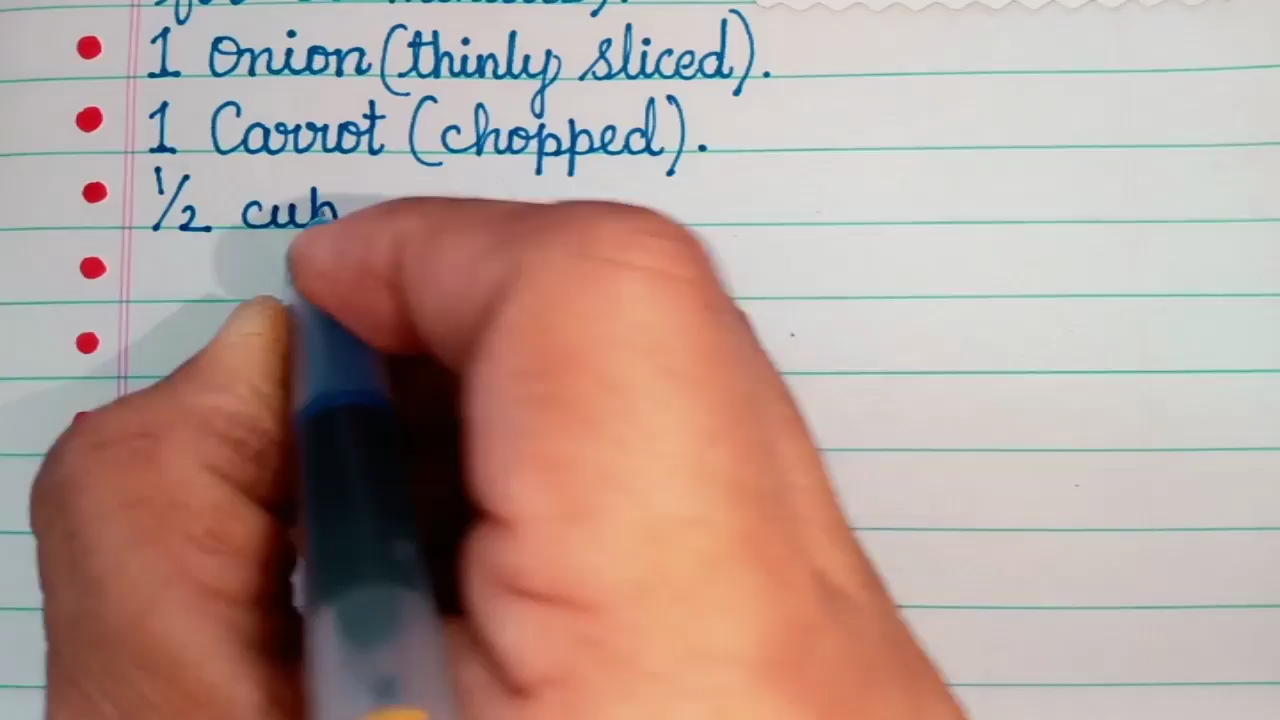 1 Onion (thinly sliced).
1 Carrot (chopped).
1/2 cup